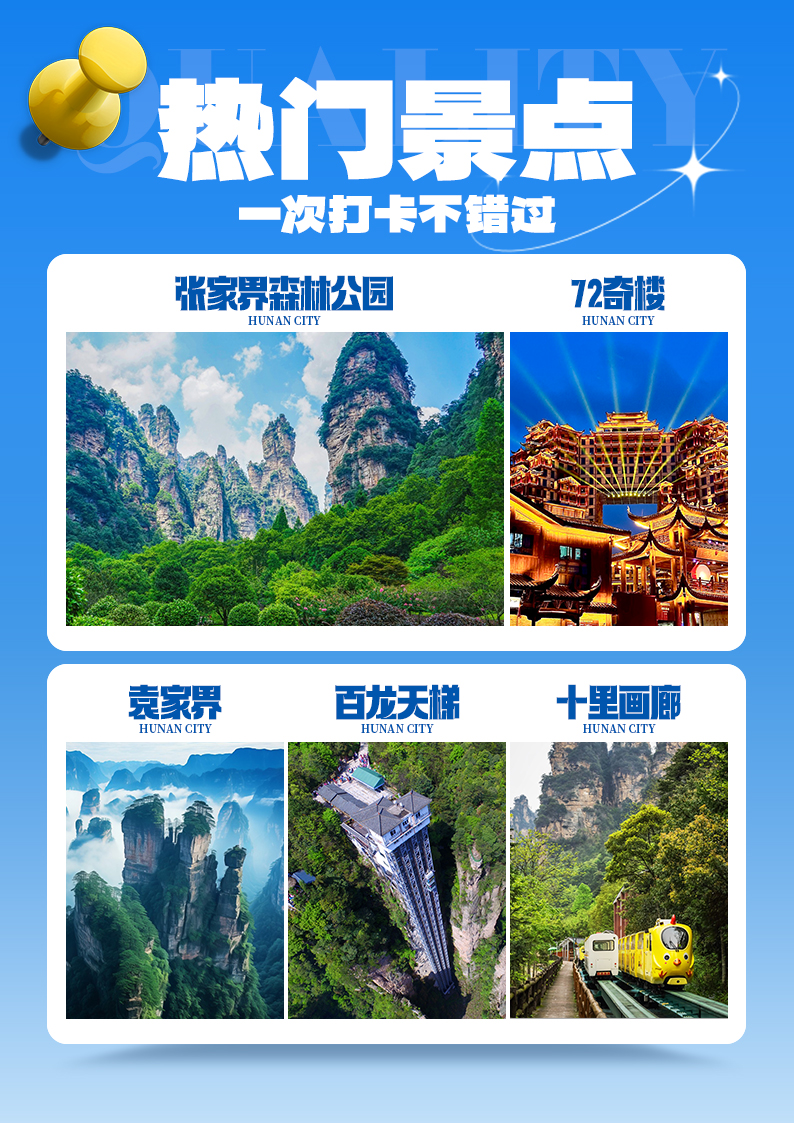 QUALITY
热门景点
一次打卡不错过
张家界森林公园
HUNAN CITY
72奇楼
HUNAN CITY
袁家界
HUNAN CITY
百龙天梯
HUNAN CITY
十里画廊
HUNAN CITY